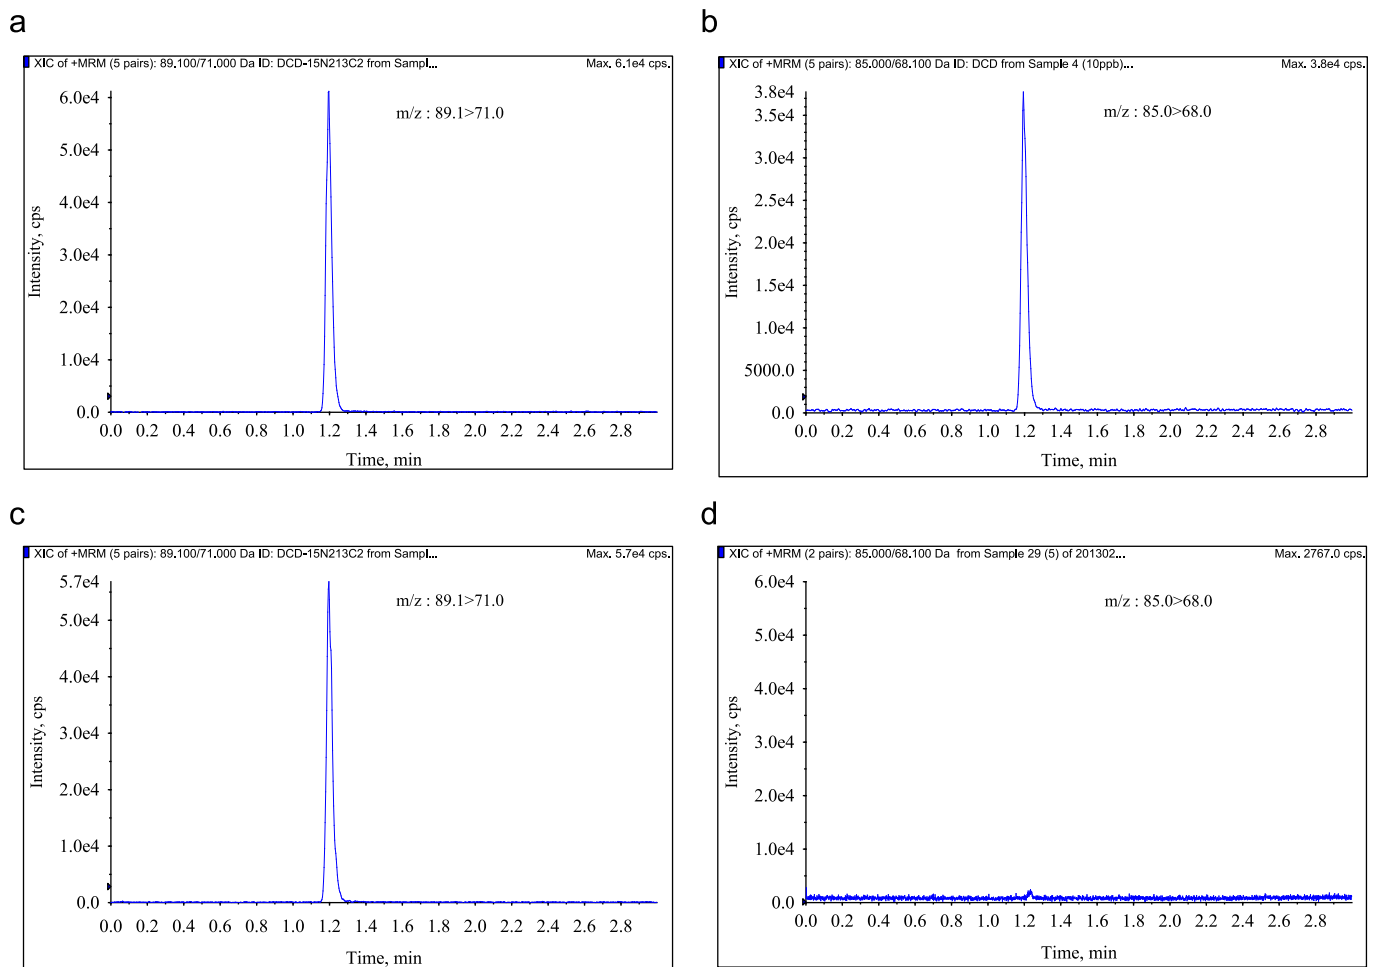 a
XIC of +MRM (5 pairs): 89.100/71.000 Da ID: DCD-15N213C2 from Sampl... Max. 6.1e4 cps.
m/z : 89.1>71.0
6.0e4
5.0e4
4.0e4
3.0e4
2.0e4
1.0e4
0.0
Intensity, cps
0.0 0.2 0.4 0.6 0.8 1.0 1.2 1.4 1.6 1.8 2.0 2.2 2.4 2.6 2.8
Time, min
b
XIC of +MRM (5 pairs): 85.000/68.100 Da ID: DCD from Sample 4 (10ppb)... Max. 3.8e4 cps.
m/z : 85.0>68.0
3.8e4
3.5e4
3.0e4
2.5e4
2.0e4
1.0e4
5000.0
0.0
Intensity, cps
0.0 0.2 0.4 0.6 0.8 1.0 1.2 1.4 1.6 1.8 2.0 2.2 2.4 2.6 2.8
Time, min
c
XIC of +MRM (5 pairs): 89.100/71.000 Da ID: DCD-15N213C2 from Sampl... Max. 5.7e4 cps.
m/z : 89.1>71.0
5.7e4
5.0e4
4.0e4
3.0e4
2.0e4
1.0e4
0.0
Intensity, cps
0.0 0.2 0.4 0.6 0.8 1.0 1.2 1.4 1.6 1.8 2.0 2.2 2.4 2.6 2.8
Time, min
d
XIC of +MRM (2 pairs): 85.000/68.100 Da from Sample 29 (5) of 201302... Max. 2767.0 cps.
m/z : 85.0>68.0
6.0e4
5.0e4
4.0e4
3.0e4
2.0e4
1.0e4
0.0
Intensity, cps
0.0 0.2 0.4 0.6 0.8 1.0 1.2 1.4 1.6 1.8 2.0 2.2 2.4 2.6 2.8
Time, min